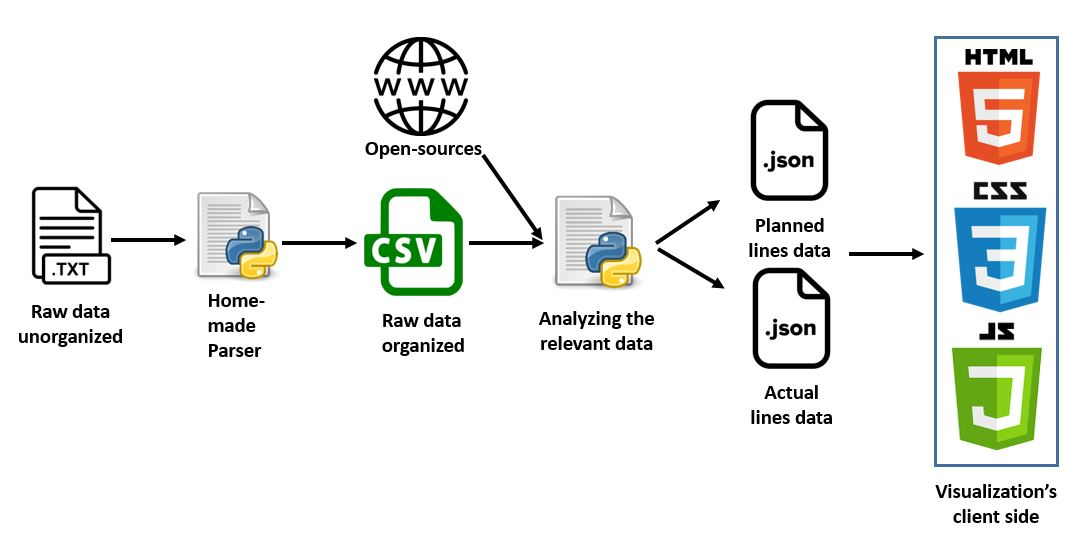 WWW
Open-sources
.TXT
Raw data
unorganized
Home-
made
Parser
CSV
Raw data
organized
Analyzing the
relevant data
.json
Planned
lines data
.json
Actual
lines data
HTML
5
CSS
3
JS
J
Visualization's
client side